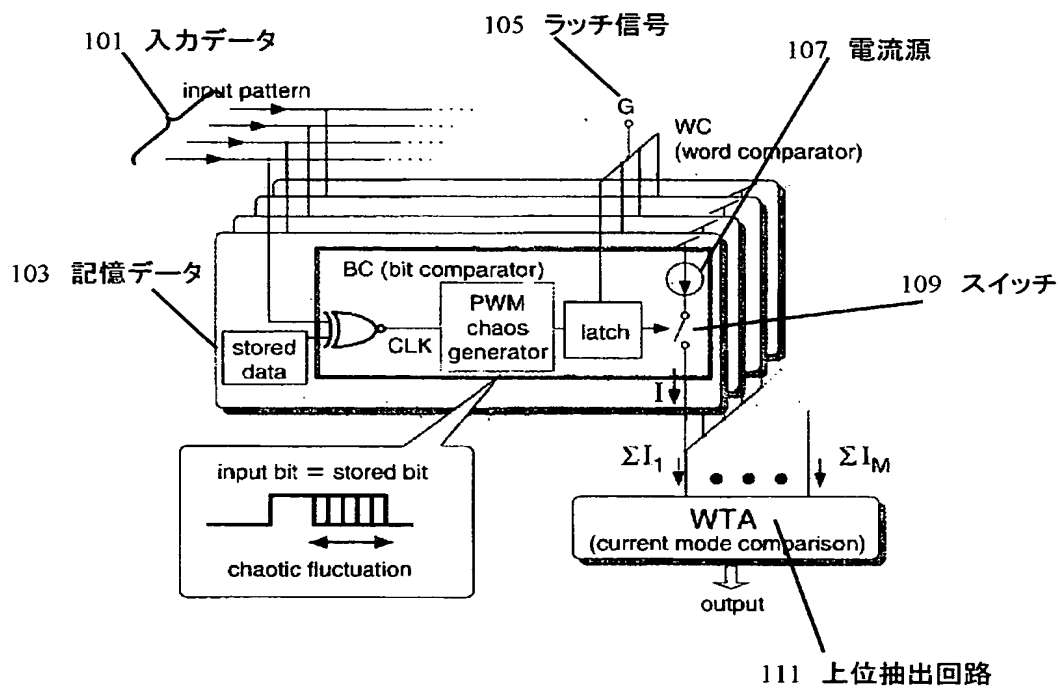 101 入力データ
105 ラッチ信号
107 電流源
input pattern
G
WC
(word comparator)
103 記憶データ
BC (bit comparator)
109 スイッチ
stored
data
CLK
PWM
chaos
generator
latch
I
input bit = stored bit
chaotic fluctuation
ΣI1
ΣIM
WTA
(current mode comparison)
output
111 上位抽出回路